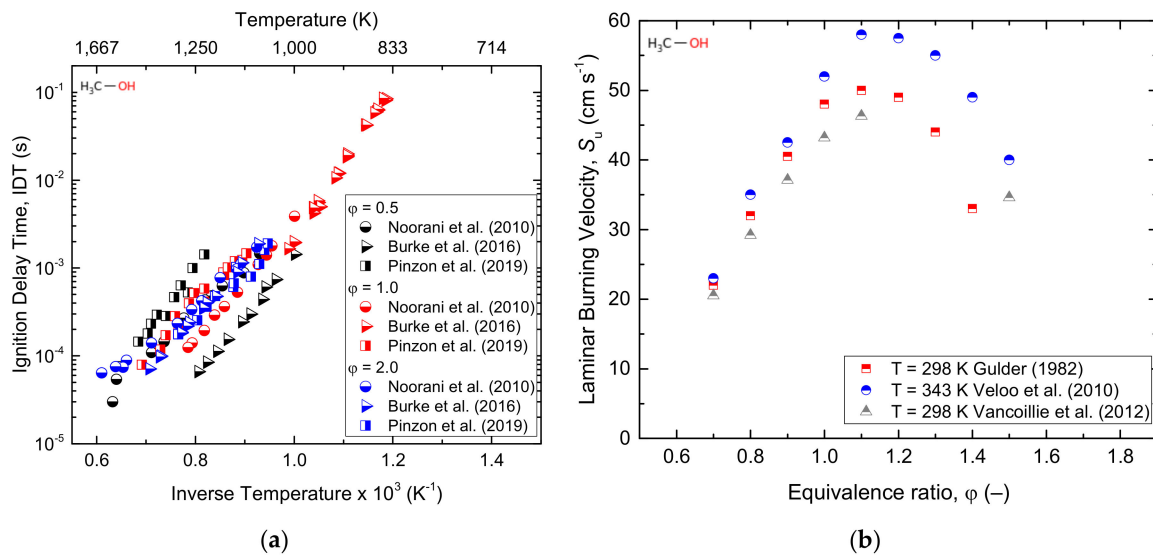 Temperature (K)
1,667 1,250 1,000 833 714
H₃C—OH
Ignition Delay Time, IDT (s)
10⁻¹
10⁻²
10⁻³
10⁻⁴
10⁻⁵
φ = 0.5
Noorani et al. (2010)
Burke et al. (2016)
Pinzon et al. (2019)
φ = 1.0
Noorani et al. (2010)
Burke et al. (2016)
Pinzon et al. (2019)
φ = 2.0
Noorani et al. (2010)
Burke et al. (2016)
Pinzon et al. (2019)
0.6 0.8 1.0 1.2 1.4
Inverse Temperature x 10³ (K⁻¹)
(a)
H₃C—OH
Laminar Burning Velocity, Sᵤ (cm s⁻¹)
60
50
40
30
20
10
0
T = 298 K Gulder (1982)
T = 343 K Veloo et al. (2010)
T = 298 K Vancoillie et al. (2012)
0.6 0.8 1.0 1.2 1.4 1.6 1.8
Equivalence ratio, φ (–)
(b)